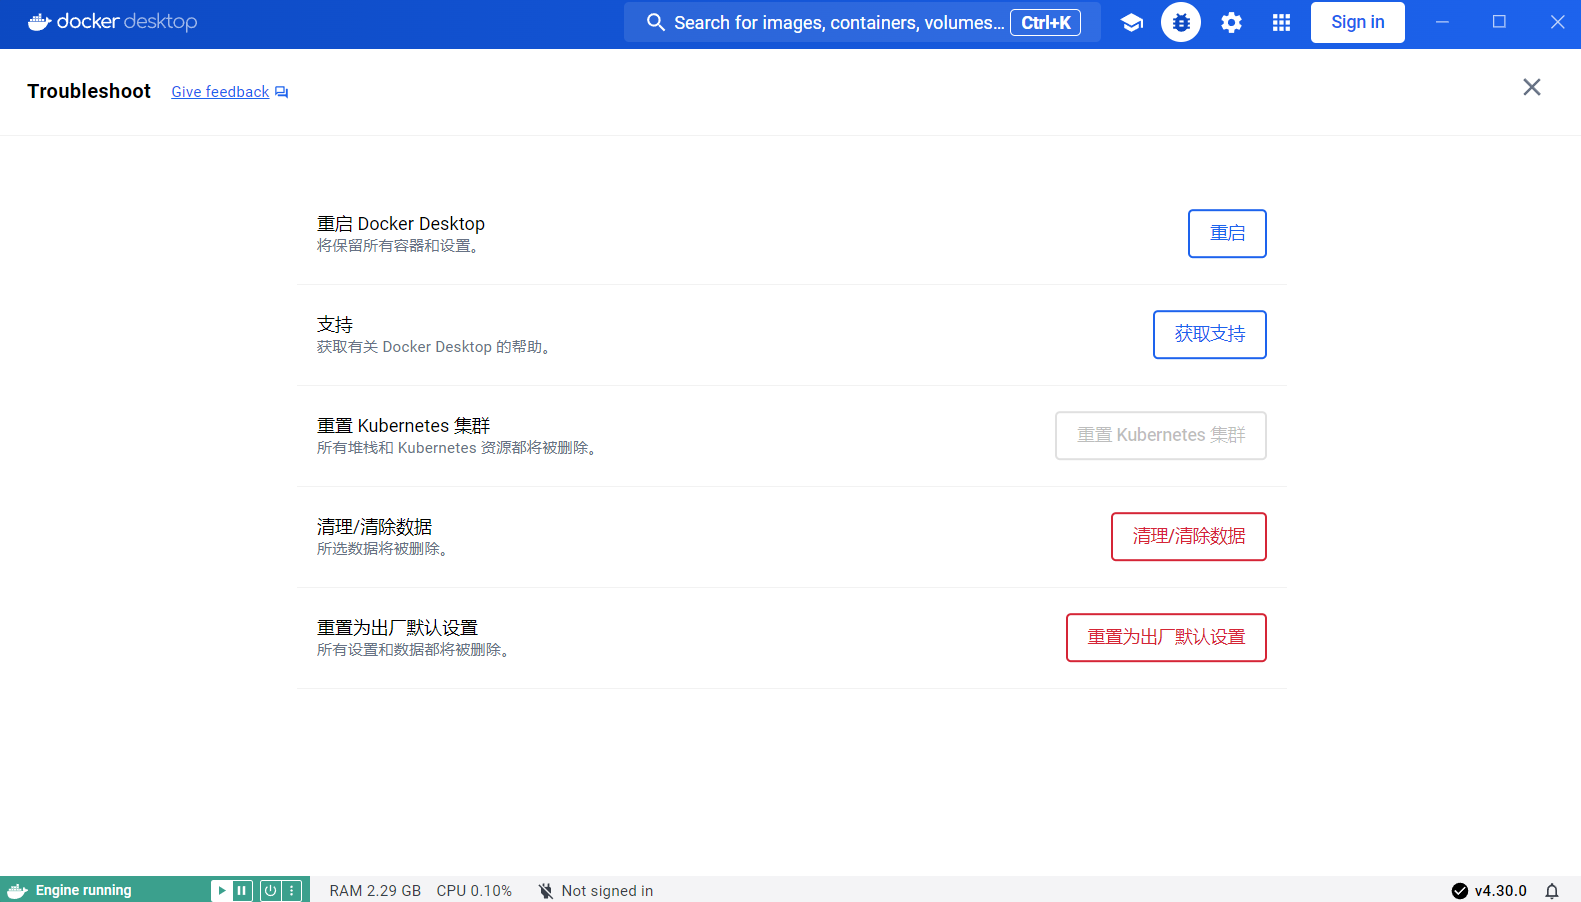 docker desktop
Search for images, containers, volumes... Ctrl+K
Sign in
Troubleshoot Give feedback
重启 Docker Desktop
将保留所有容器和设置。
重启
支持
获取有关 Docker Desktop 的帮助。
获取支持
重置 Kubernetes 集群
所有堆栈和 Kubernetes 资源都将被删除。
重置 Kubernetes 集群
清理/清除数据
所选数据将被删除。
清理/清除数据
重置为出厂默认设置
所有设置和数据都将被删除。
重置为出厂默认设置
Engine running
RAM 2.29 GB CPU 0.10% Not signed in
v4.30.0